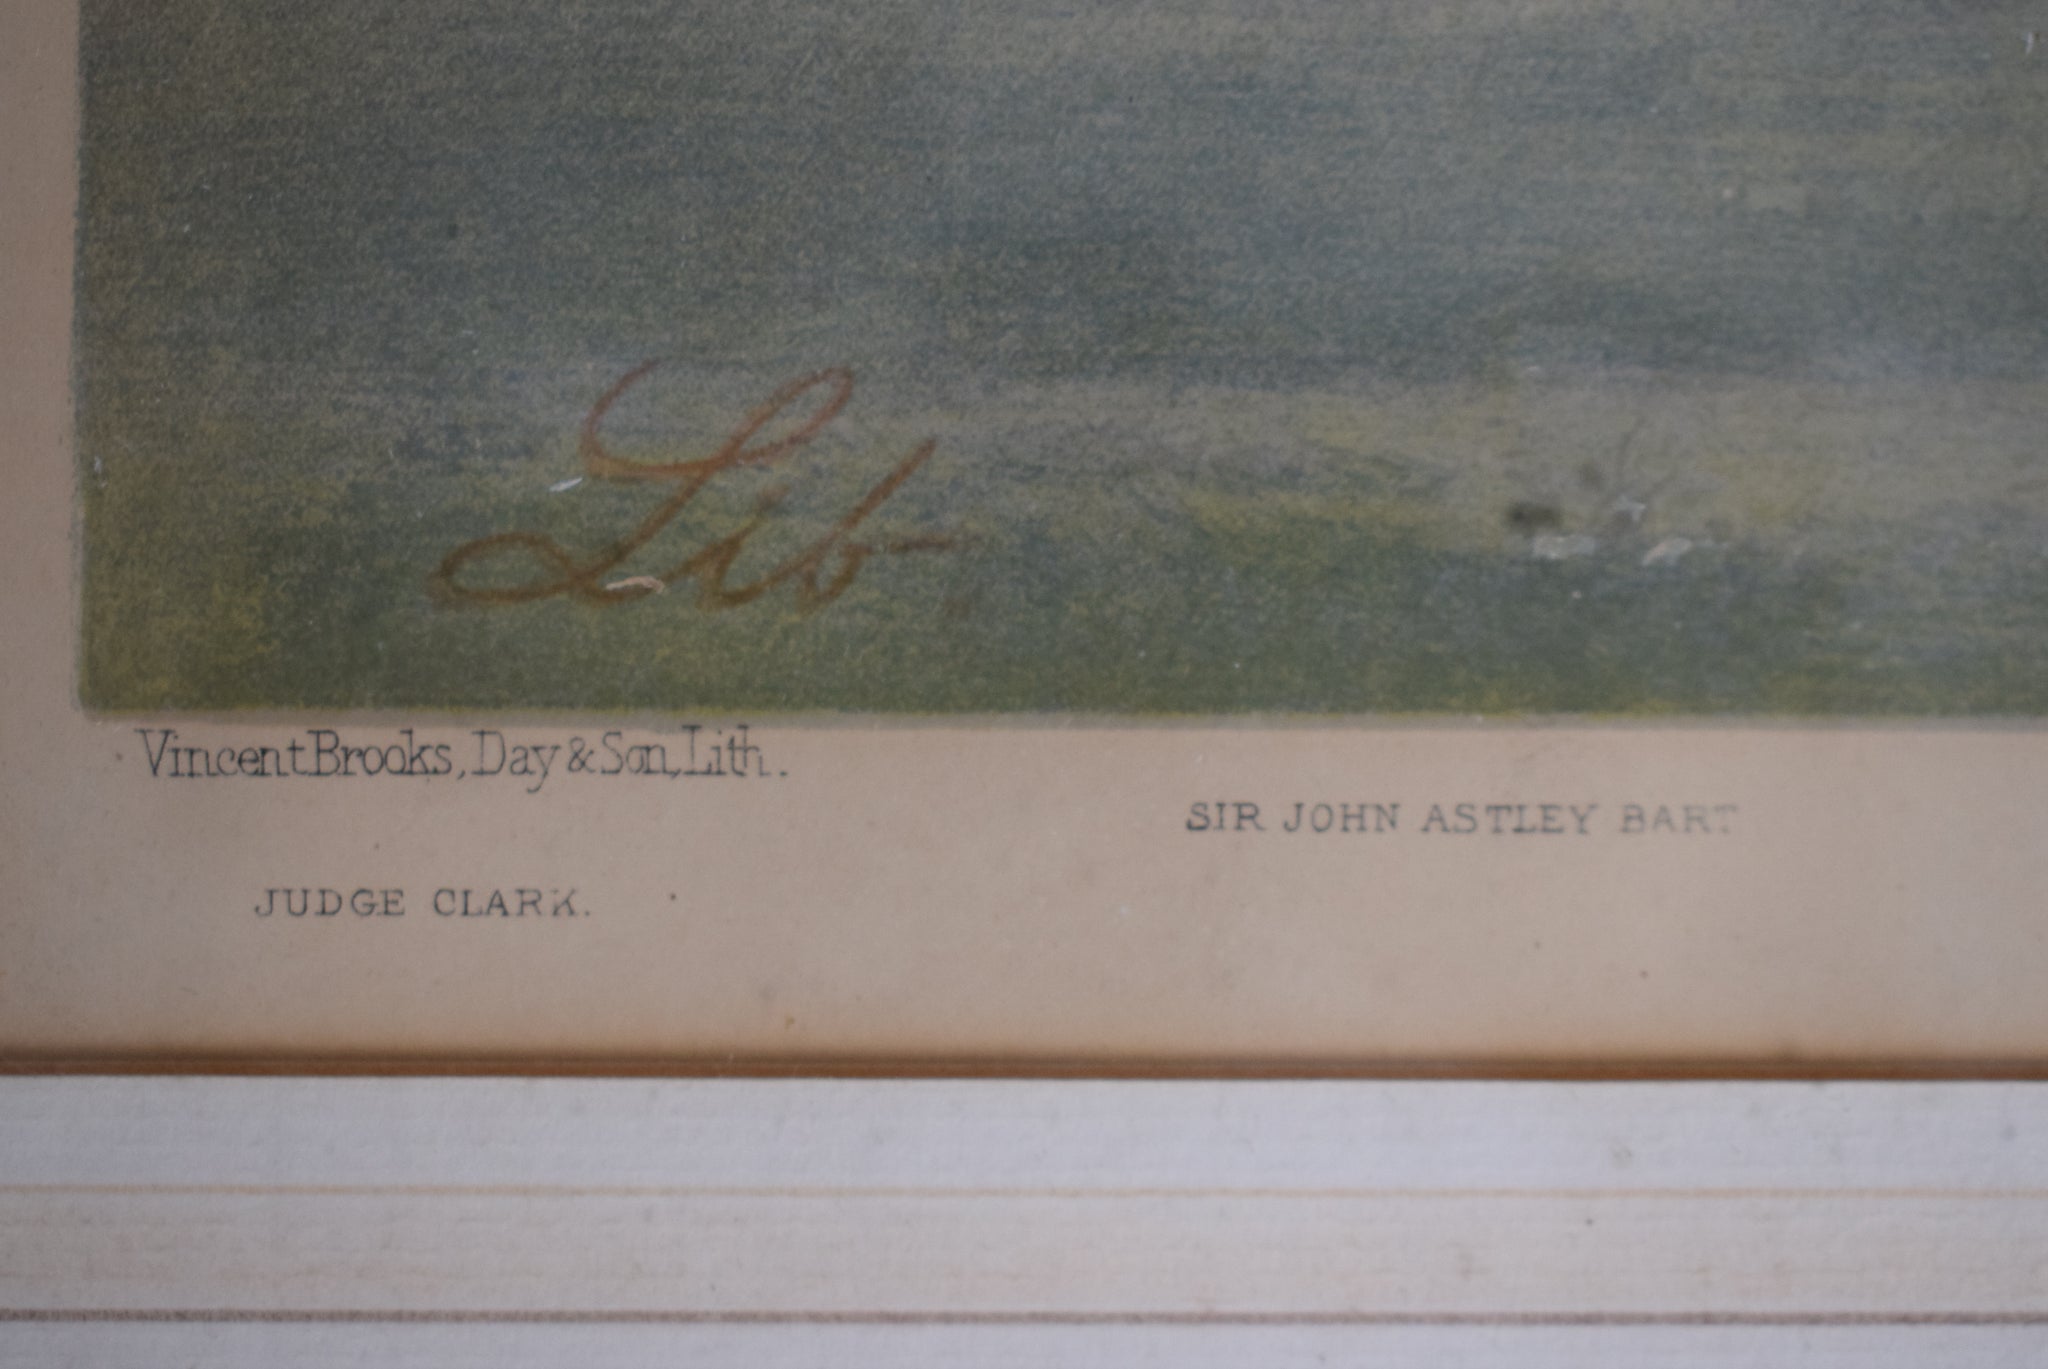 Lib
Vincent Brooks, Day & Son, Lith.
SIR JOHN ASTLEY BART
JUDGE CLARK.